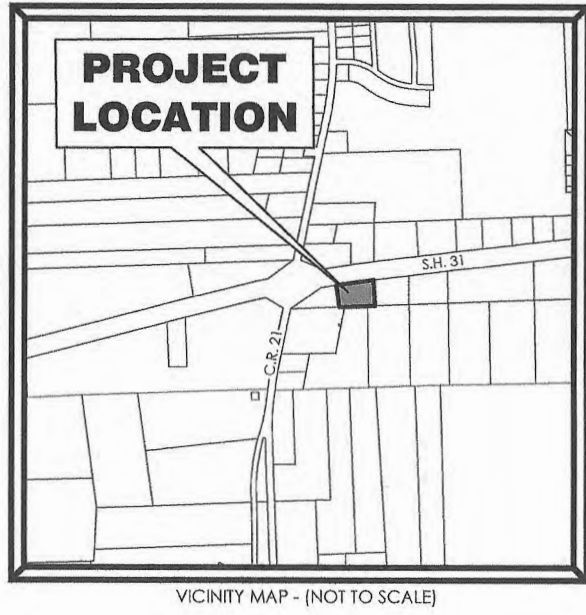 PROJECT
LOCATION
S.H. 31
C.R. 21
VICINITY MAP - (NOT TO SCALE)